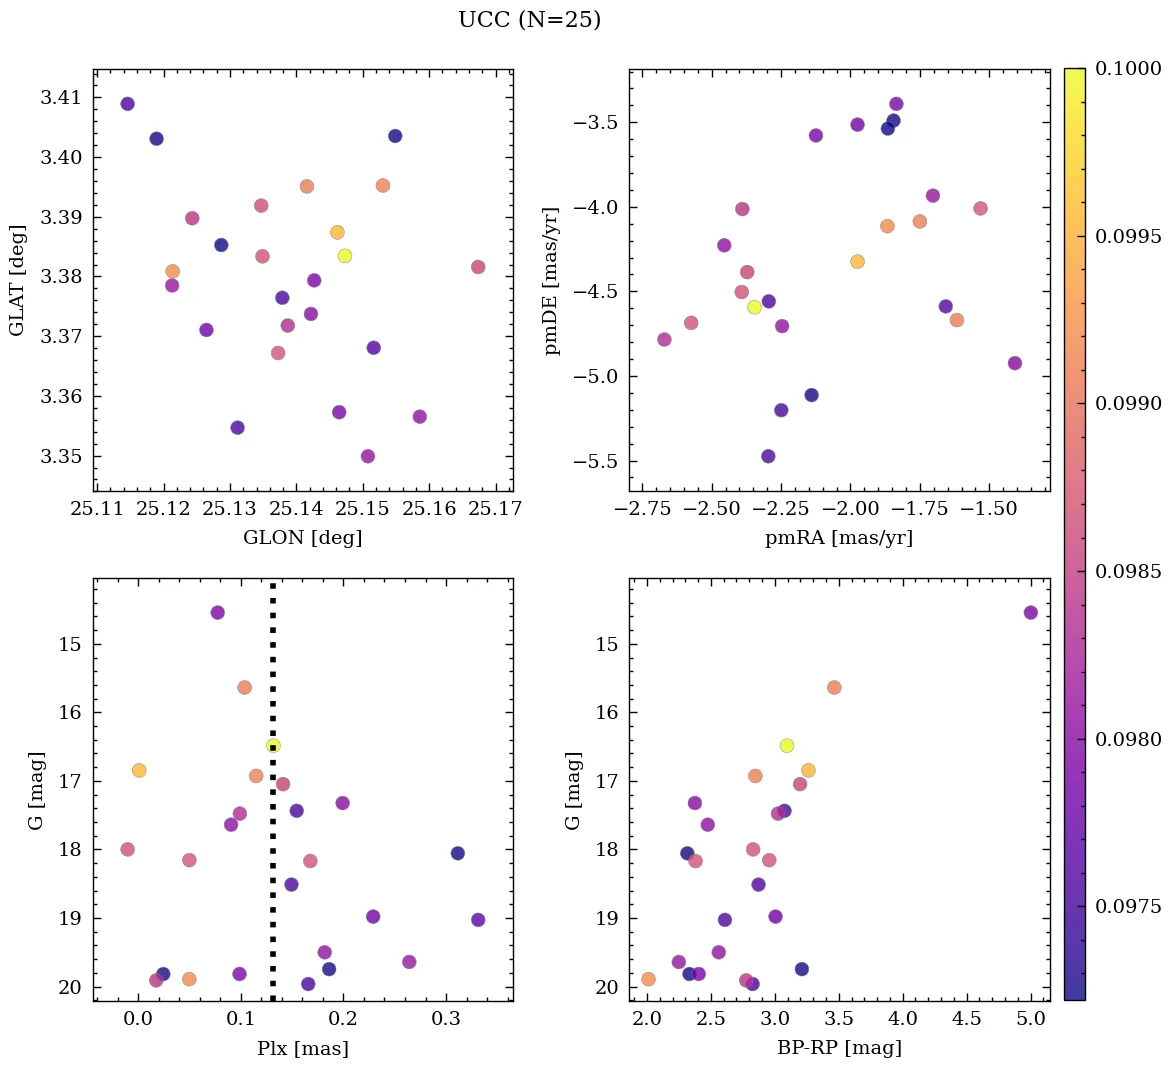 UCC (N=25)
3.41
3.40
3.39
3.38
3.37
3.36
3.35
GLAT [deg]
25.11 25.12 25.13 25.14 25.15 25.16 25.17
GLON [deg]
−3.5
−4.0
−4.5
−5.0
−5.5
pmDE [mas/yr]
−2.75 −2.50 −2.25 −2.00 −1.75 −1.50
pmRA [mas/yr]
0.1000
0.0995
0.0990
0.0985
0.0980
0.0975
15
16
17
18
19
20
G [mag]
0.0 0.1 0.2 0.3
Plx [mas]
15
16
17
18
19
20
G [mag]
2.0 2.5 3.0 3.5 4.0 4.5 5.0
BP-RP [mag]